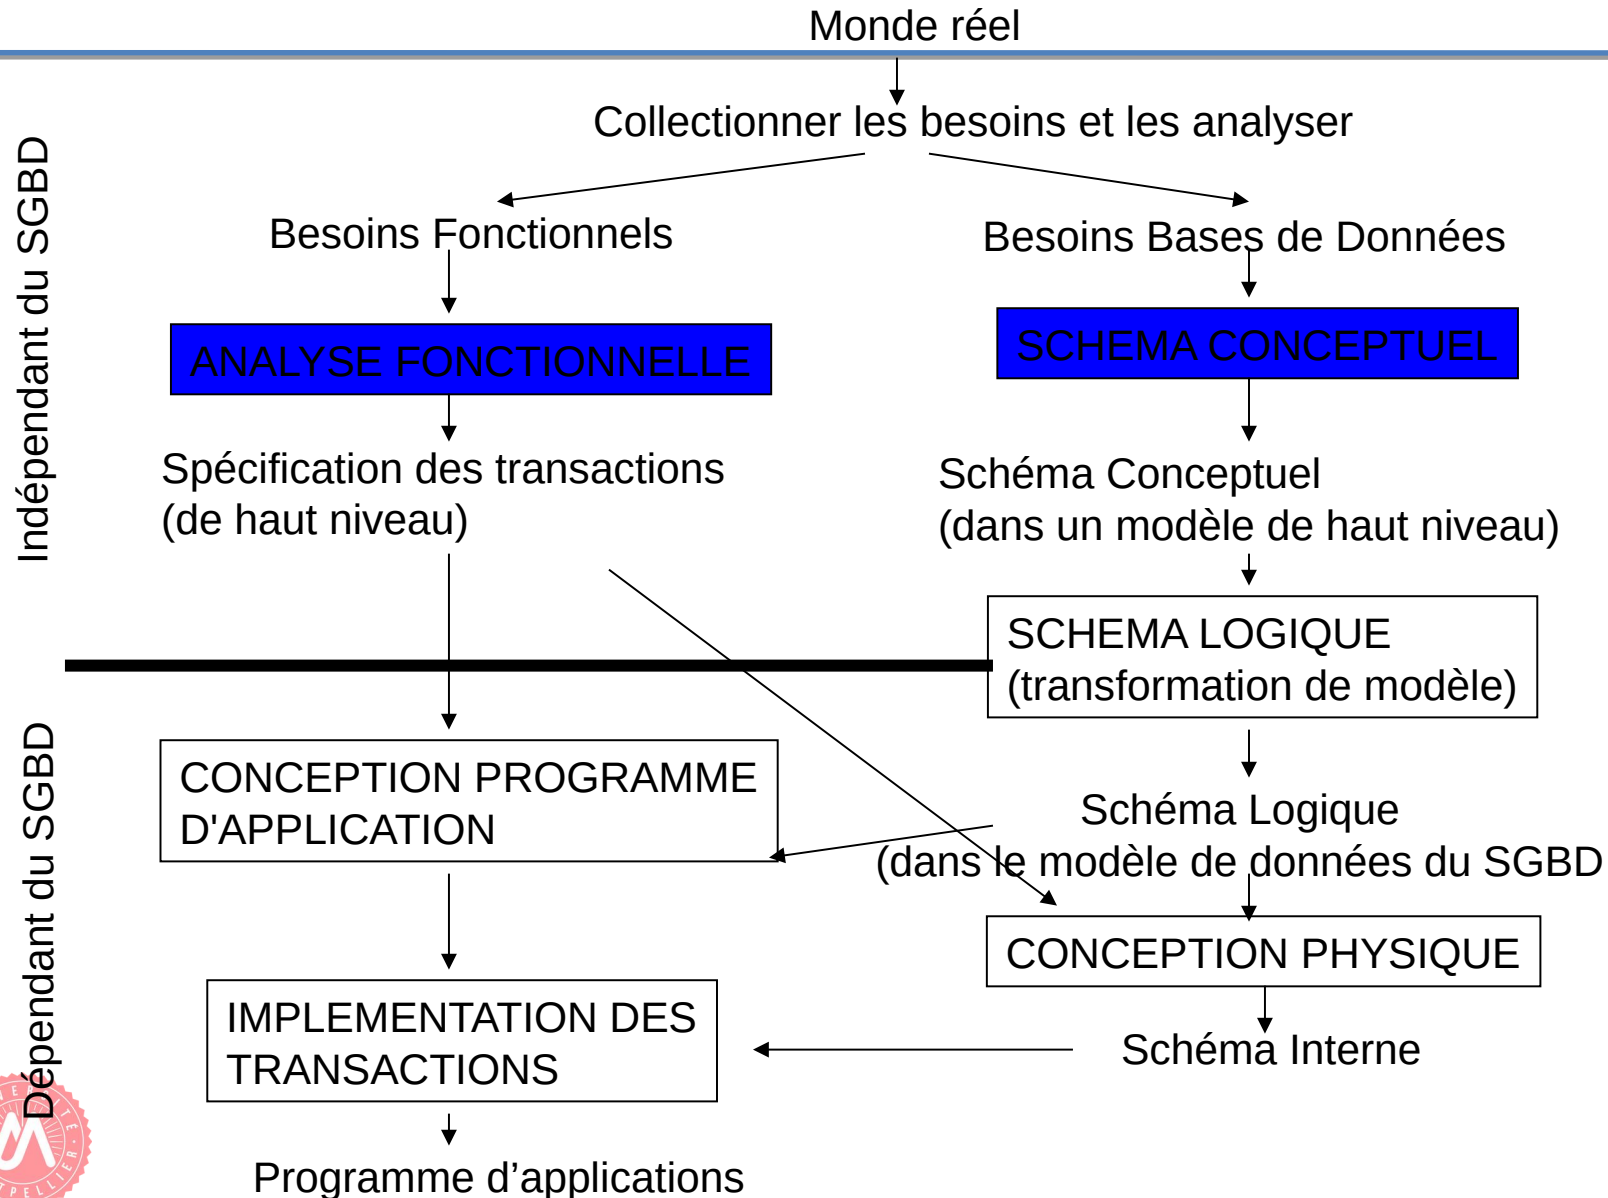 Monde réel
Collectionner les besoins et les analyser
Indépendant du SGBD
Besoins Fonctionnels
Besoins Bases de Données
ANALYSE FONCTIONNELLE
SCHEMA CONCEPTUEL
Spécification des transactions
(de haut niveau)
Schéma Conceptuel
(dans un modèle de haut niveau)
SCHEMA LOGIQUE
(transformation de modèle)
Dépendant du SGBD
CONCEPTION PROGRAMME
D'APPLICATION
Schéma Logique
(dans le modèle de données du SGBD
CONCEPTION PHYSIQUE
IMPLEMENTATION DES
TRANSACTIONS
Schéma Interne
Programme d’applications